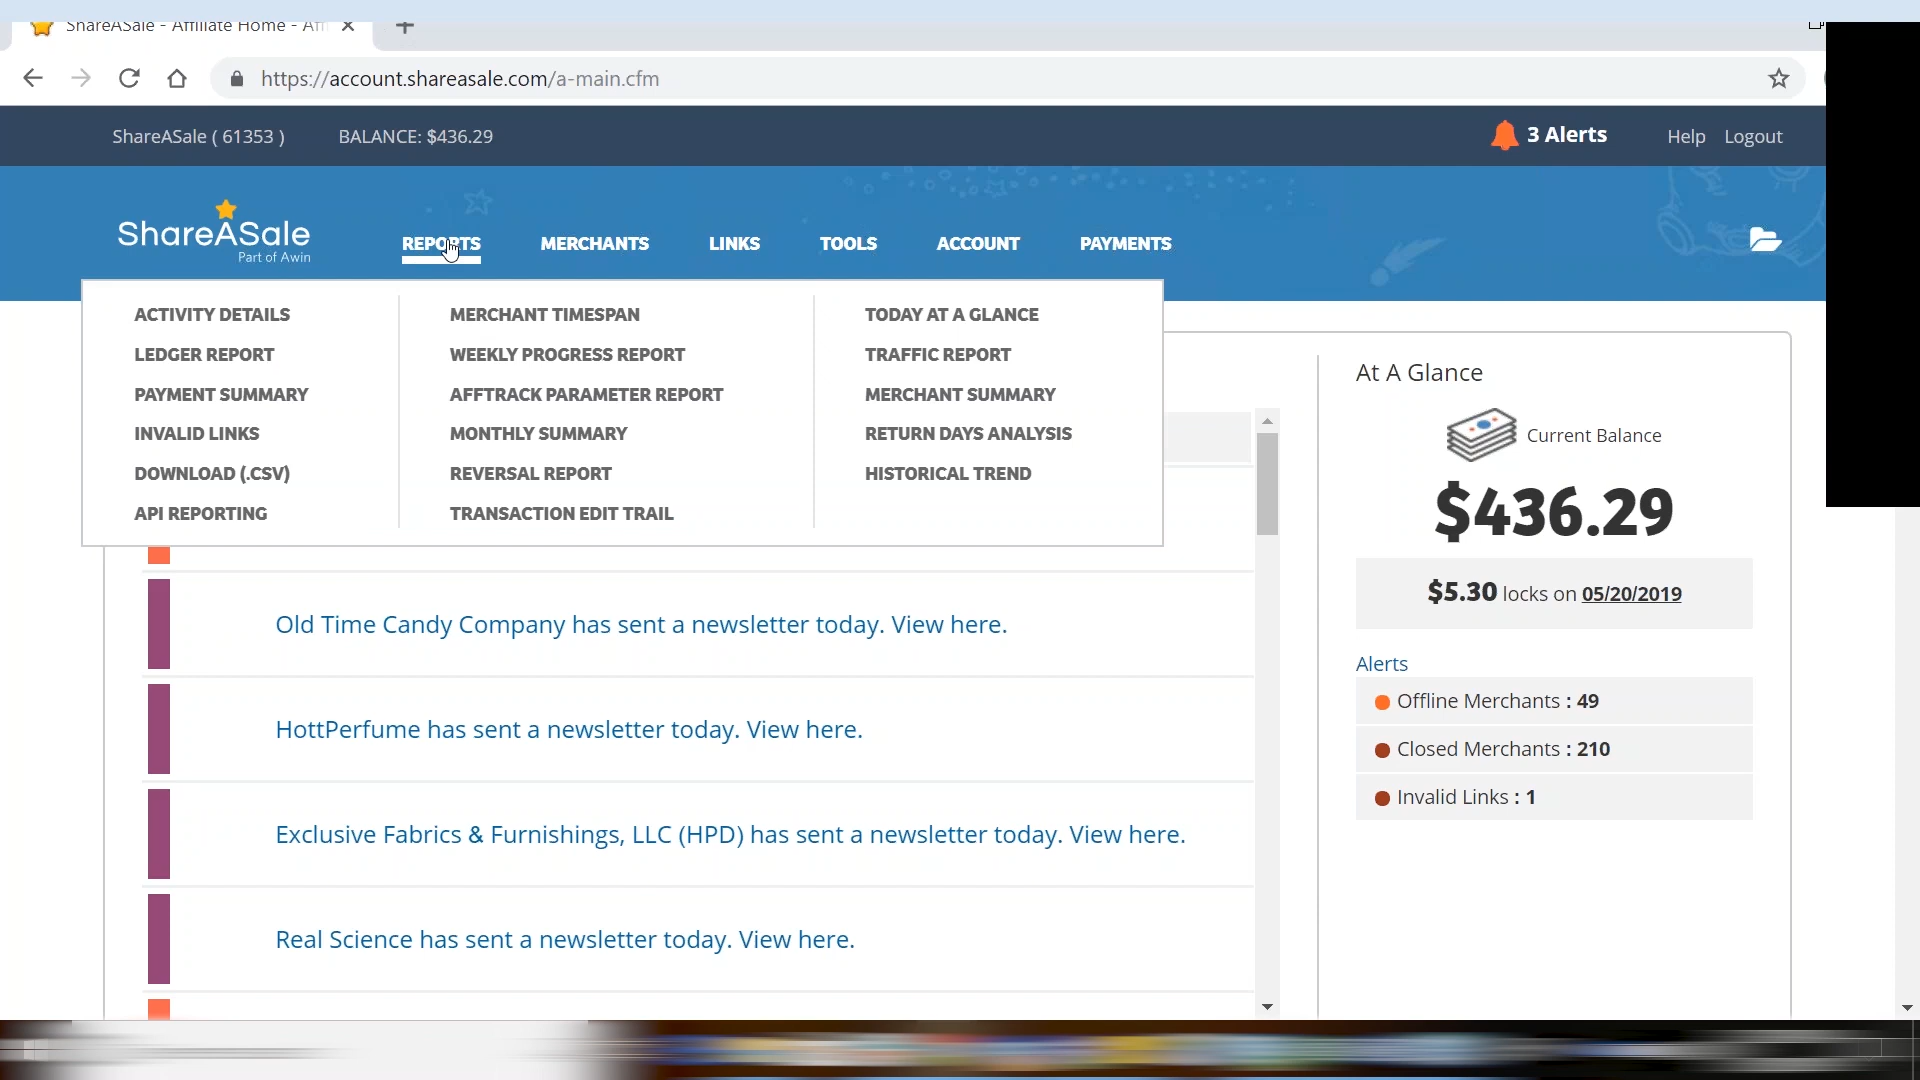 ShareASale - Affiliate Home - Aff
https://account.shareasale.com/a-main.cfm
ShareASale ( 61353 ) BALANCE: $436.29 3 Alerts Help Logout
ShareASale
Part of Awin
REPORTS MERCHANTS LINKS TOOLS ACCOUNT PAYMENTS
ACTIVITY DETAILS
LEDGER REPORT
PAYMENT SUMMARY
INVALID LINKS
DOWNLOAD (.CSV)
API REPORTING
MERCHANT TIMESPAN
WEEKLY PROGRESS REPORT
AFFTRACK PARAMETER REPORT
MONTHLY SUMMARY
REVERSAL REPORT
TRANSACTION EDIT TRAIL
TODAY AT A GLANCE
TRAFFIC REPORT
MERCHANT SUMMARY
RETURN DAYS ANALYSIS
HISTORICAL TREND
Old Time Candy Company has sent a newsletter today. View here.
HottPerfume has sent a newsletter today. View here.
Exclusive Fabrics & Furnishings, LLC (HPD) has sent a newsletter today. View here.
Real Science has sent a newsletter today. View here.
At A Glance
Current Balance
$436.29
$5.30 locks on 05/20/2019
Alerts
Offline Merchants : 49
Closed Merchants : 210
Invalid Links : 1